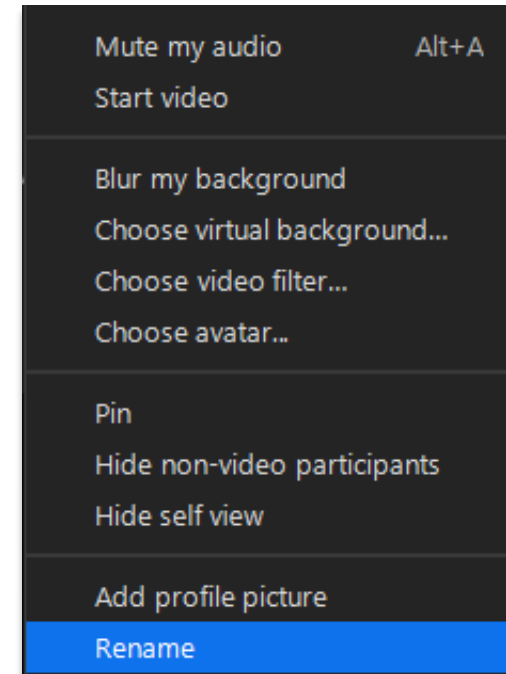 Mute my audio Alt+A
Start video
Blur my background
Choose virtual background...
Choose video filter...
Choose avatar...
Pin
Hide non-video participants
Hide self view
Add profile picture
Rename